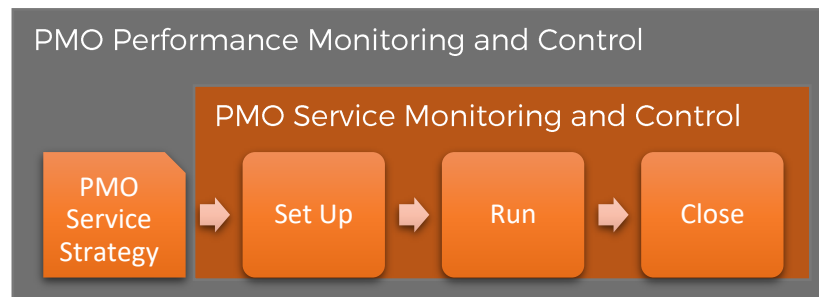 PMO Performance Monitoring and Control
PMO Service Monitoring and Control
PMO
Service
Strategy
Set Up
Run
Close